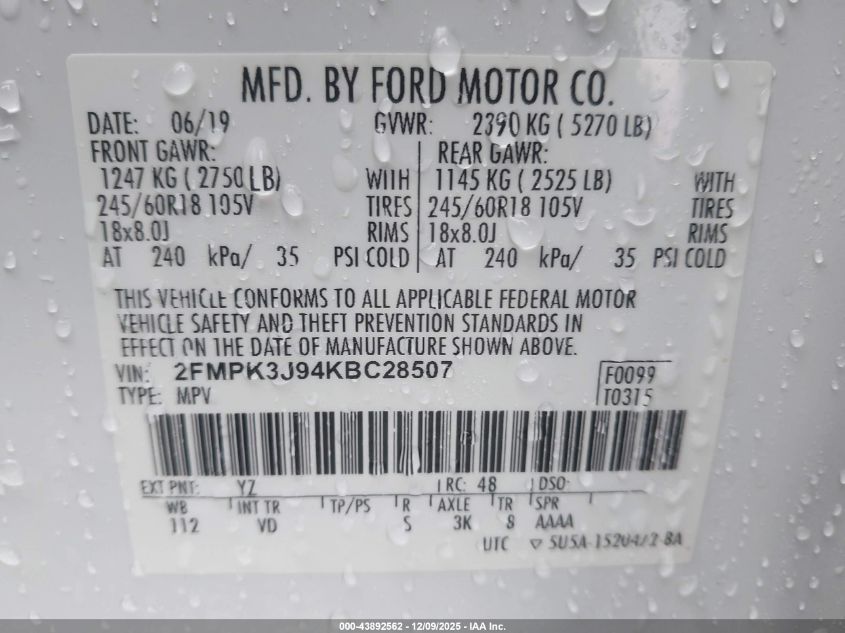 MFD. BY FORD MOTOR CO.
DATE: 06/19 GVWR: 2390 KG ( 5270 LB)
FRONT GAWR: REAR GAWR:
1247 KG ( 2750 LB) WITH 1145 KG ( 2525 LB) WITH
245/60R18 105V TIRES 245/60R18 105V TIRES
18x8.0J RIMS 18x8.0J RIMS
AT 240 kPa/ 35 PSI COLD AT 240 kPa/ 35 PSI COLD
THIS VEHICLE CONFORMS TO ALL APPLICABLE FEDERAL MOTOR
VEHICLE SAFETY AND THEFT PREVENTION STANDARDS IN
EFFECT ON THE DATE OF MANUFACTURE SHOWN ABOVE.
VIN: 2FMPK3J94KBC28507 F0099
TYPE: MPV T0315
EXT PNT: YZ RC: 48 DSO:
WB INT TR TP/PS R AXLE TR SPR
112 VD S 3K 8 AAAA
UTC
000-43892562 - 12/09/2025 - IAA Inc.